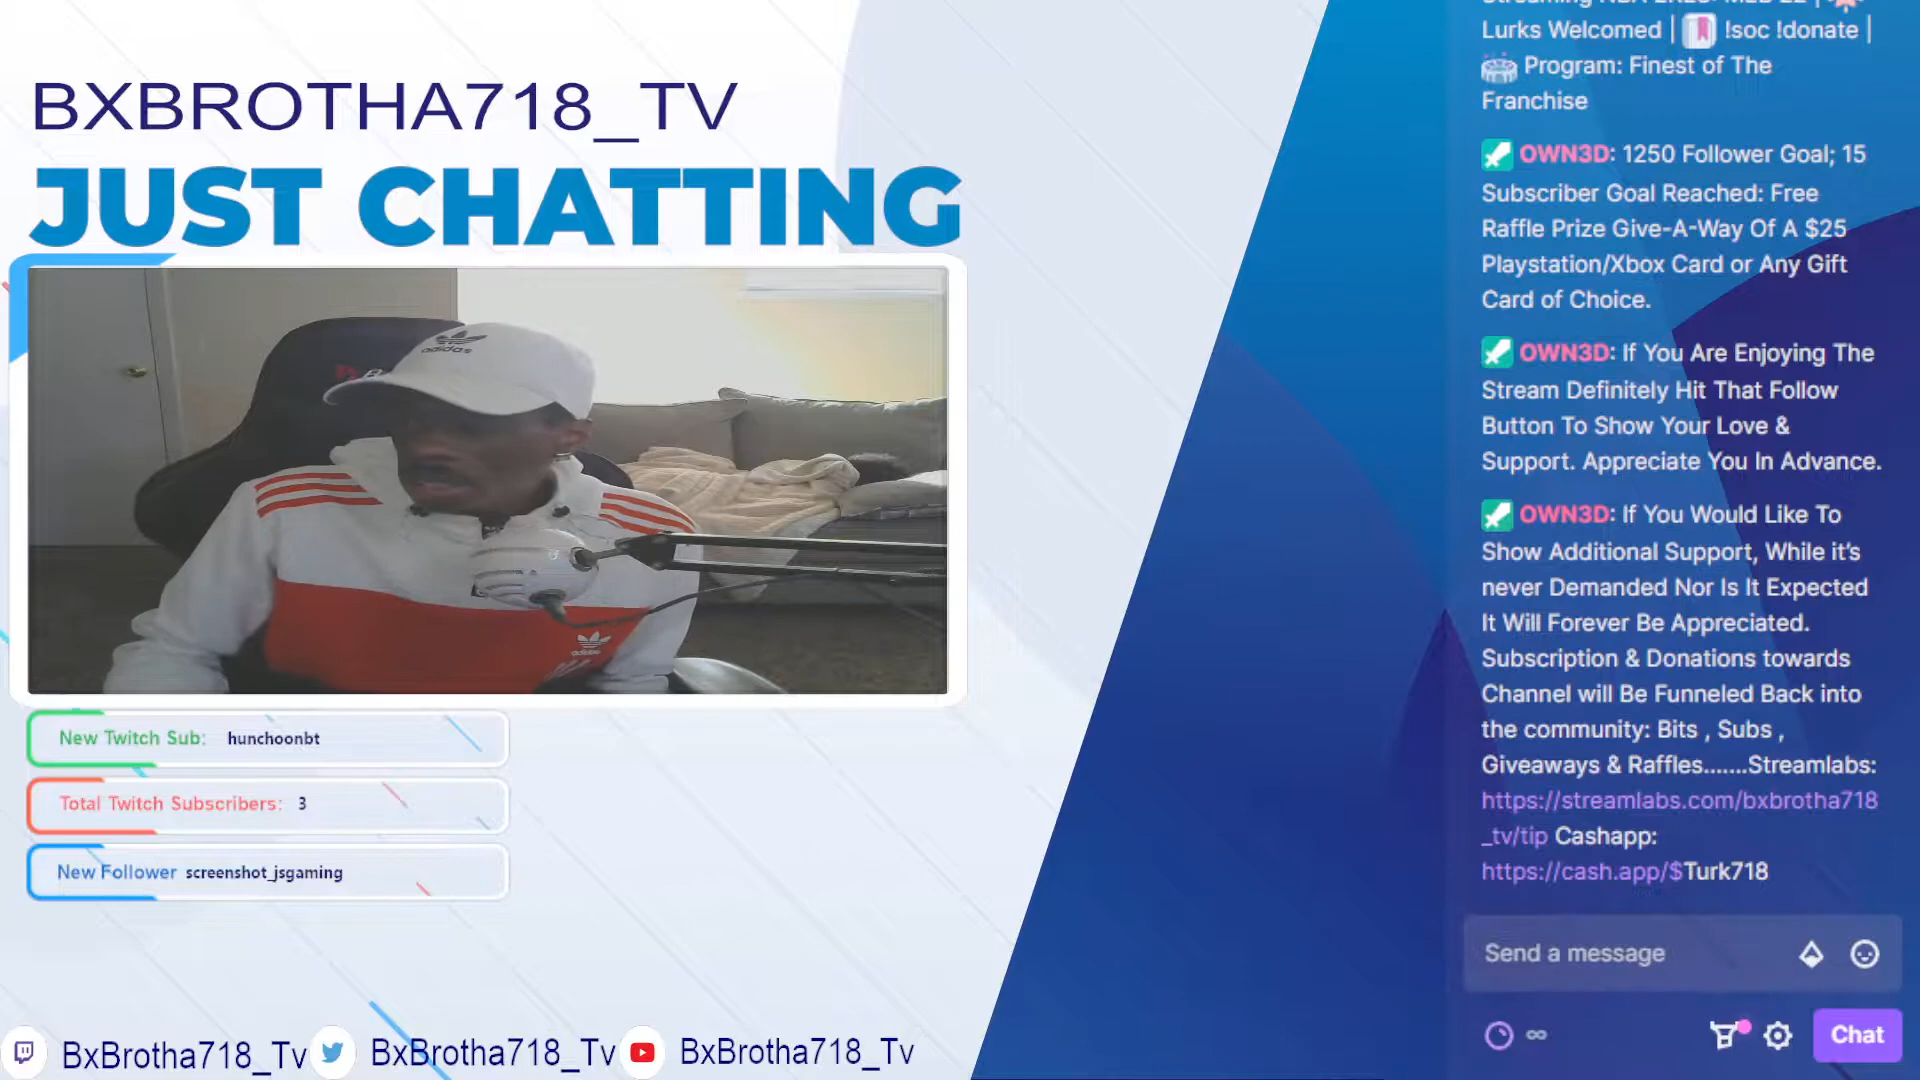 BXBROTHA718_TV
JUST CHATTING
adidas
adidas
New Twitch Sub: hunchoonbt
Total Twitch Subscribers: 3
New Follower screenshot_jsgaming
BxBrotha718_Tv
BxBrotha718_Tv
BxBrotha718_Tv
Lurks Welcomed | !soc !donate |
Program: Finest of The
Franchise
OWN3D: 1250 Follower Goal; 15
Subscriber Goal Reached: Free
Raffle Prize Give-A-Way Of A $25
Playstation/Xbox Card or Any Gift
Card of Choice.
OWN3D: If You Are Enjoying The
Stream Definitely Hit That Follow
Button To Show Your Love &
Support. Appreciate You In Advance.
OWN3D: If You Would Like To
Show Additional Support, While it's
never Demanded Nor Is It Expected
It Will Forever Be Appreciated.
Subscription & Donations towards
Channel will Be Funneled Back into
the community: Bits , Subs ,
Giveaways & Raffles.......Streamlabs:
https://streamlabs.com/bxbrotha718
_tv/tip Cashapp:
https://cash.app/$Turk718
Send a message
Chat